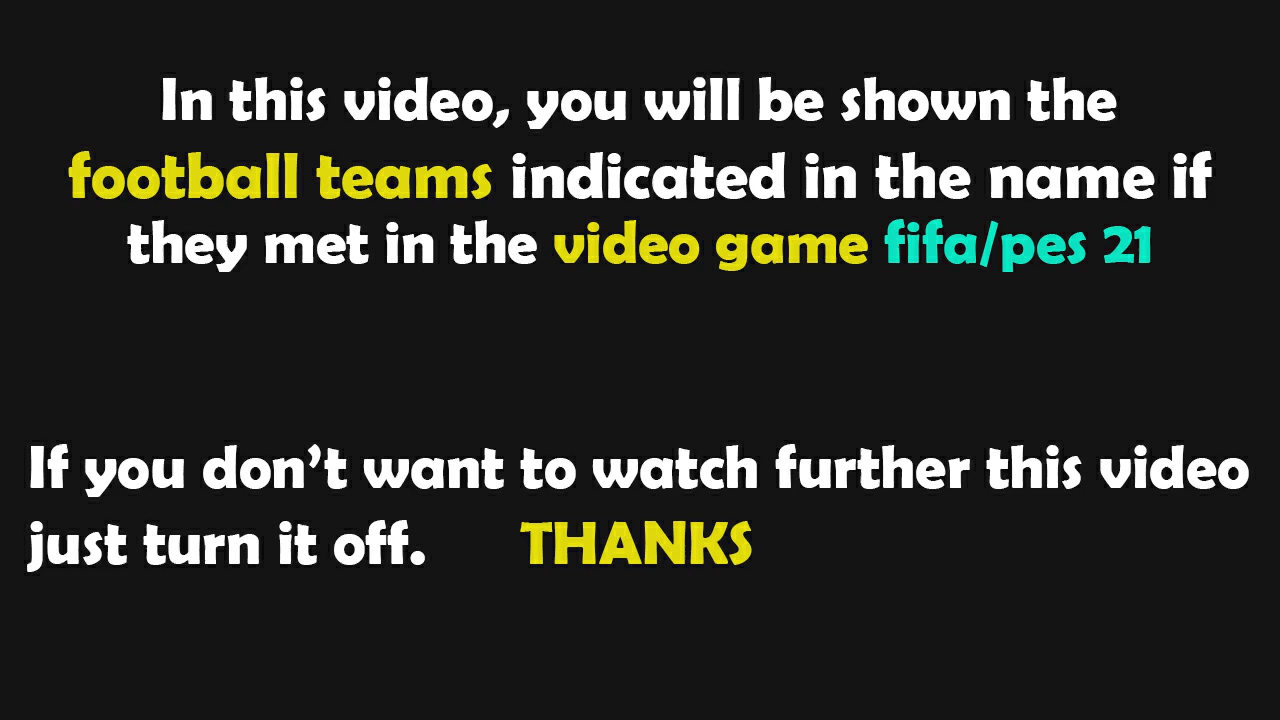 In this video, you will be shown the
football teams indicated in the name if
they met in the video game fifa/pes 21
If you don't want to watch further this video
just turn it off. THANKS